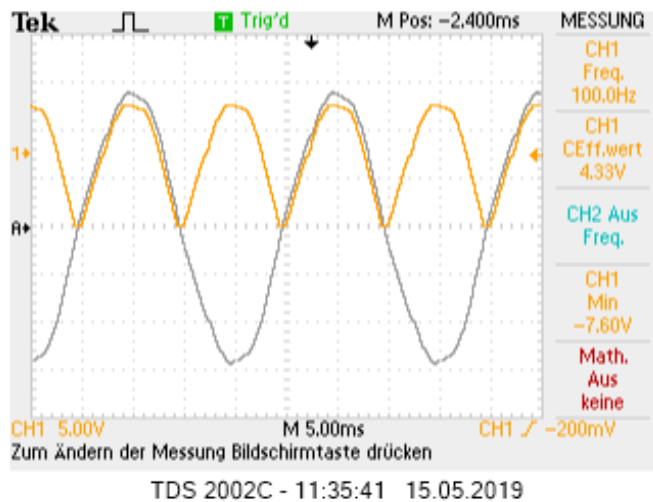 Tek T Trig'd M Pos: -2.400ms MESSUNG
CH1
Freq.
100.0Hz
CH1
CEff.wert
4.33V
1
CH2 Aus
Freq.
A
CH1
Min
-7.60V
Math.
Aus
keine
CH1 5.00V M 5.00ms CH1 -200mV
Zum Ändern der Messung Bildschirmtaste drücken
TDS 2002C - 11:35:41 15.05.2019